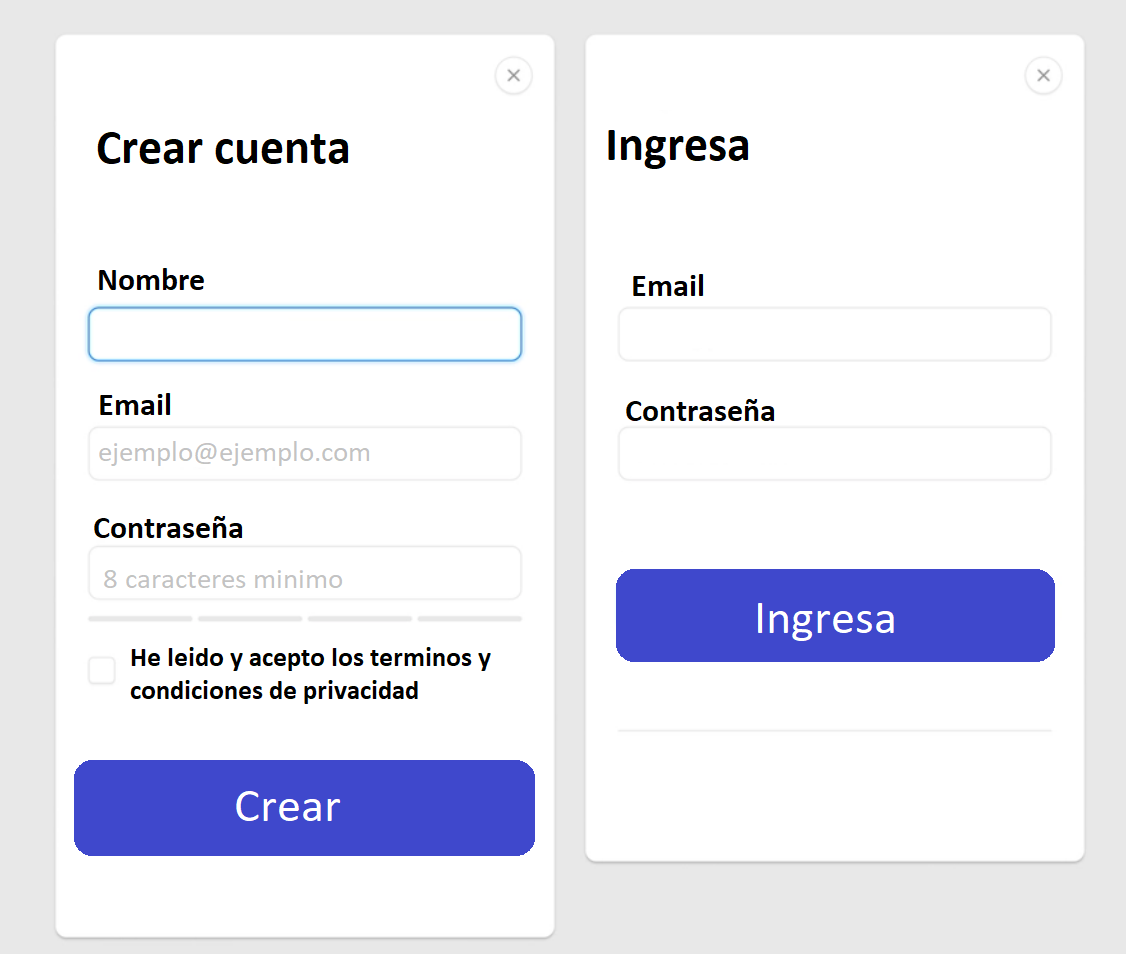 Crear cuenta
Nombre
Email
ejemplo@ejemplo.com
Contraseña
8 caracteres minimo
He leido y acepto los terminos y
condiciones de privacidad
Crear
Ingresa
Email
Contraseña
Ingresa